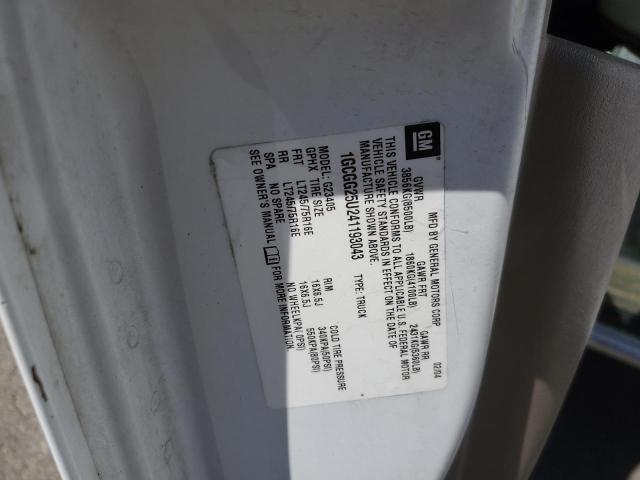 GM
MFD BY GENERAL MOTORS CORP 02/04
GVWR GAWR FRT GAWR RR
3856KG(8500LB) 1860KG(4100LB) 2431KG(5360LB)
THIS VEHICLE CONFORMS TO ALL APPLICABLE U.S. FEDERAL MOTOR
VEHICLE SAFETY STANDARDS IN EFFECT ON THE DATE OF
MANUFACTURE SHOWN ABOVE.
1GCGG25U241193043 TYPE: TRUCK
MODEL: G23405
GPHX TIRE SIZE RIM COLD TIRE PRESSURE
FRT LT245/75R16E 16X6.5J 340KPA(50PSI)
RR LT245/75R16E 16X6.5J 550KPA(80PSI)
SPA NO SPARE NO WHEELKPA( 0PSI)
SEE OWNER'S MANUAL FOR MORE INFORMATION